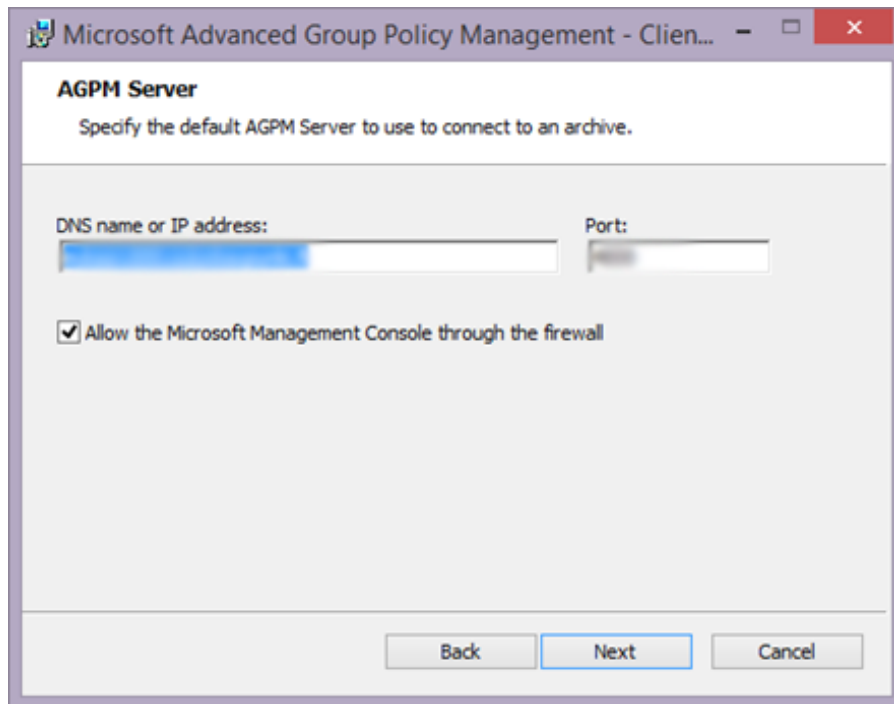 Microsoft Advanced Group Policy Management - Clien...
AGPM Server
Specify the default AGPM Server to use to connect to an archive.
DNS name or IP address:
Port:
Allow the Microsoft Management Console through the firewall
Back
Next
Cancel